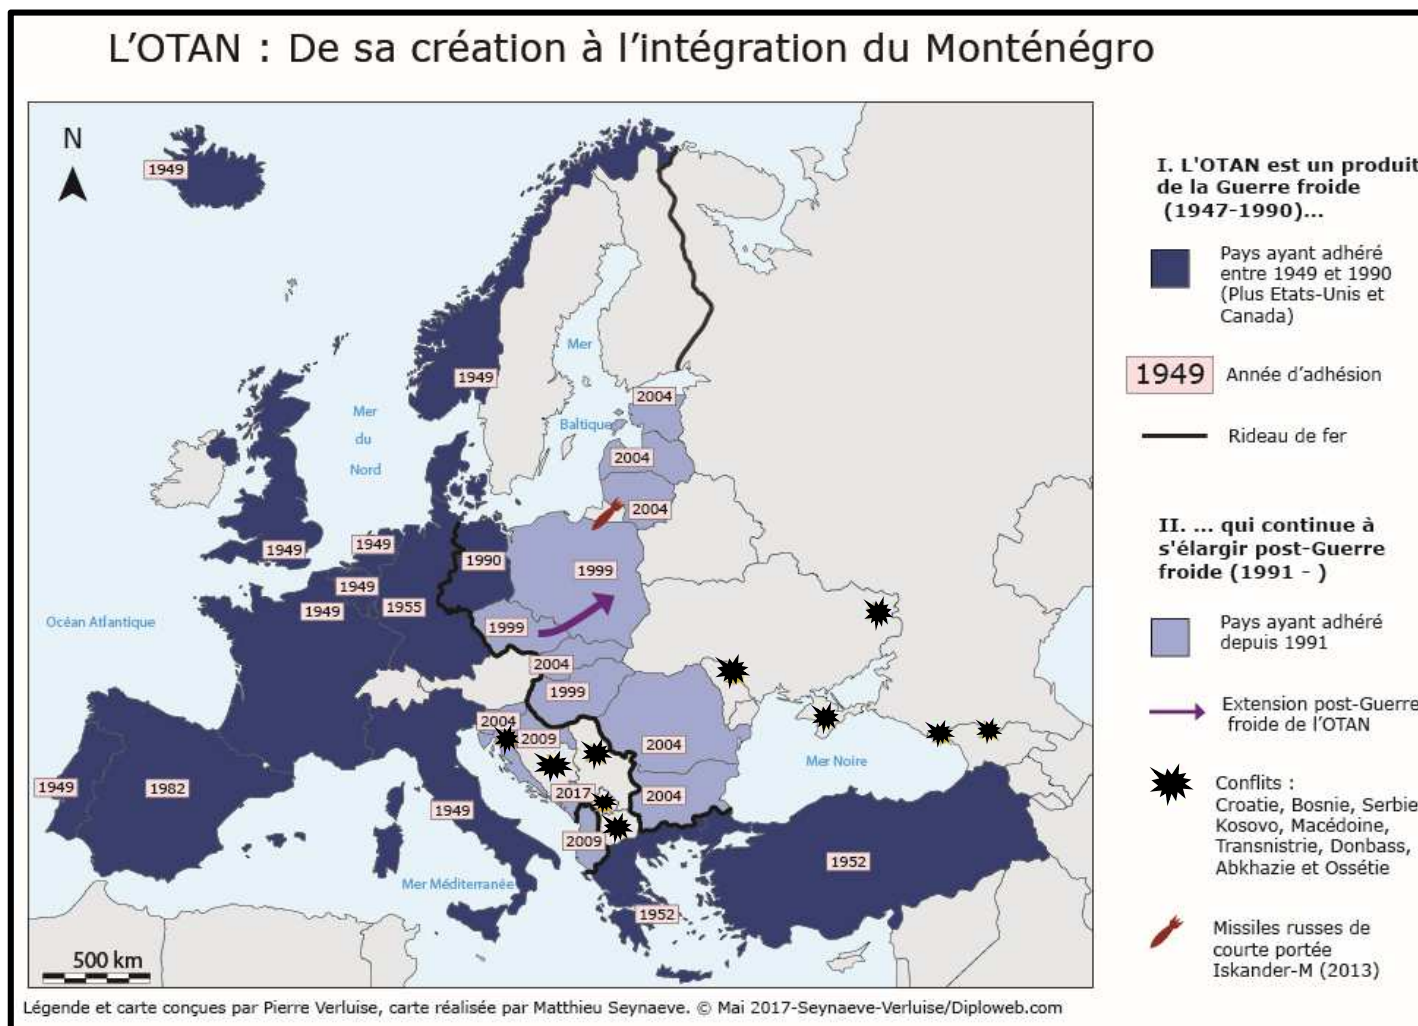 L'OTAN : De sa création à l'intégration du Monténégro
N
1949
1949
Mer
2004
Mer
du
Nord
Baltique
2004
2004
1949
1949
1990
1999
1949
1949
1955
Océan Atlantique
1999
2004
1999
2004
2009
2004
Mer Noire
1949
1982
2017
2004
1949
2009
1952
Mer Méditerranée
1952
500 km
I. L'OTAN est un produit
de la Guerre froide
(1947-1990)...
Pays ayant adhéré
entre 1949 et 1990
(Plus Etats-Unis et
Canada)
1949
Année d'adhésion
Rideau de fer
II. ... qui continue à
s'élargir post-Guerre
froide (1991 - )
Pays ayant adhéré
depuis 1991
Extension post-Guerre
froide de l'OTAN
Conflits :
Croatie, Bosnie, Serbie
Kosovo, Macédoine,
Transnistrie, Donbass,
Abkhazie et Ossétie
Missiles russes de
courte portée
Iskander-M (2013)
Légende et carte conçues par Pierre Verluise, carte réalisée par Matthieu Seynaeve. © Mai 2017-Seynaeve-Verluise/Diploweb.com